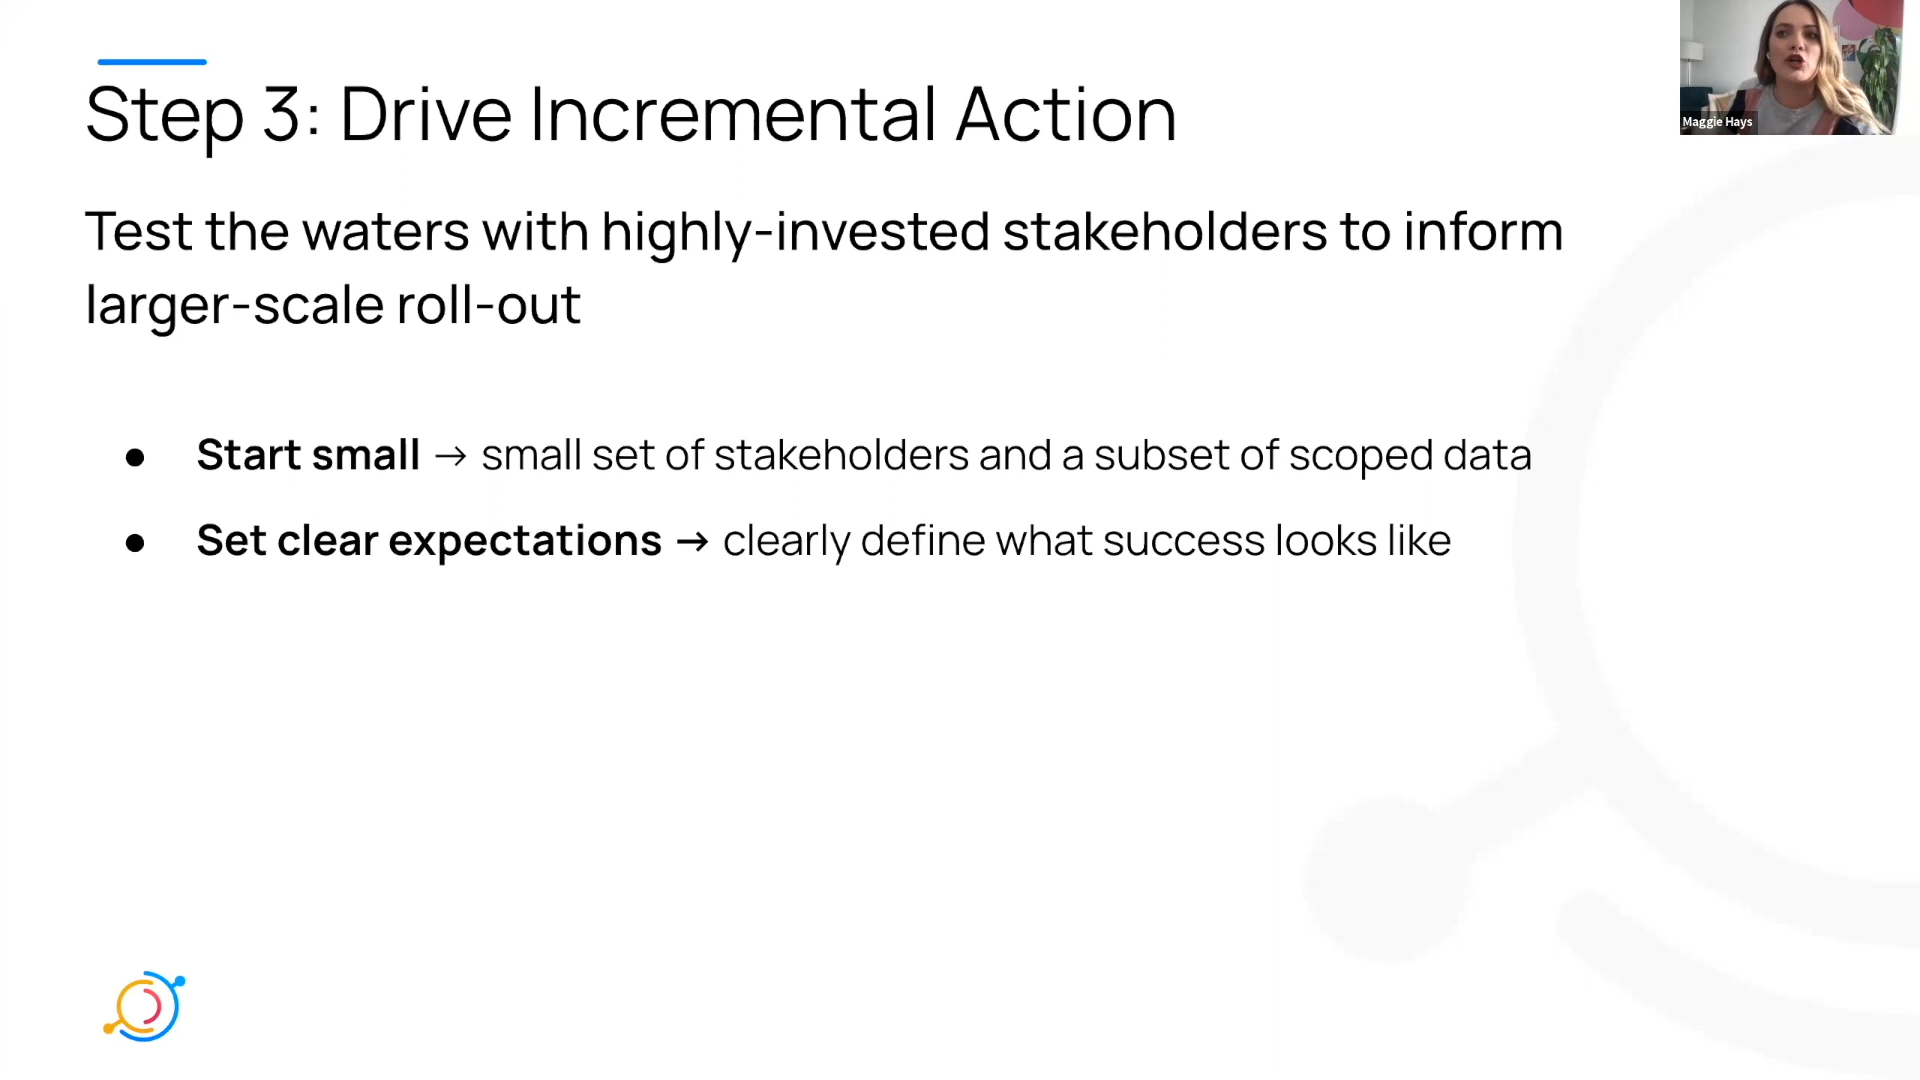 Step 3: Drive Incremental Action
Maggie Hays
Test the waters with highly-invested stakeholders to inform
larger-scale roll-out
● Start small → small set of stakeholders and a subset of scoped data
● Set clear expectations → clearly define what success looks like